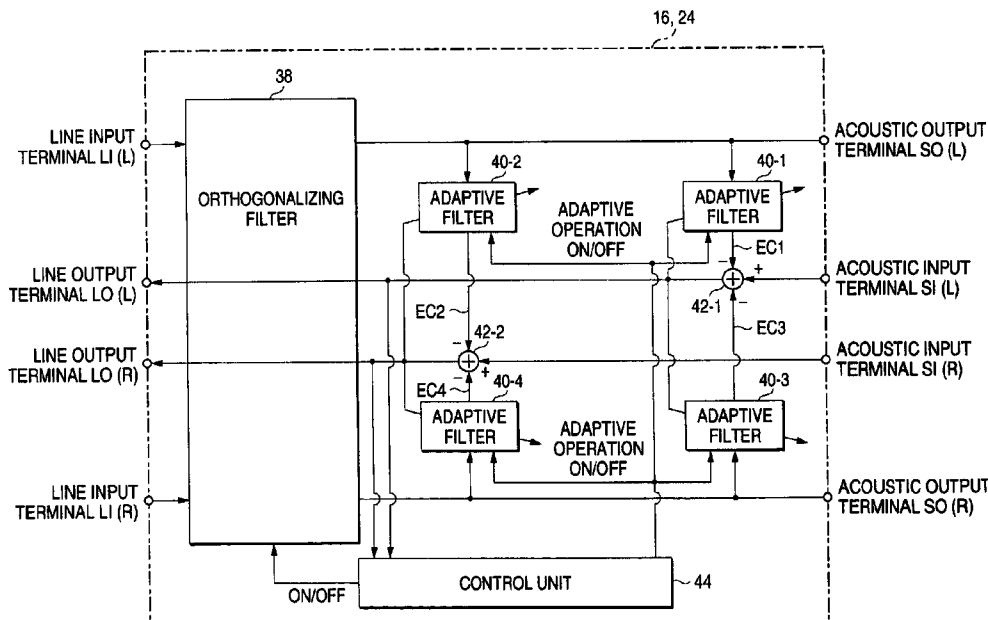 16, 24
38
LINE INPUT
TERMINAL LI (L)
ACOUSTIC OUTPUT
TERMINAL SO (L)
40-2
40-1
ORTHOGONALIZING
FILTER
ADAPTIVE
FILTER
ADAPTIVE
OPERATION
ON/OFF
ADAPTIVE
FILTER
EC1
LINE OUTPUT
TERMINAL LO (L)
− +
ACOUSTIC INPUT
TERMINAL SI (L)
42-1
−
EC2
EC3
42-2
LINE OUTPUT
TERMINAL LO (R)
−
− +
ACOUSTIC INPUT
TERMINAL SI (R)
EC4
40-4
40-3
ADAPTIVE
FILTER
ADAPTIVE
OPERATION
ON/OFF
ADAPTIVE
FILTER
LINE INPUT
TERMINAL LI (R)
ACOUSTIC OUTPUT
TERMINAL SO (R)
ON/OFF
CONTROL UNIT
44